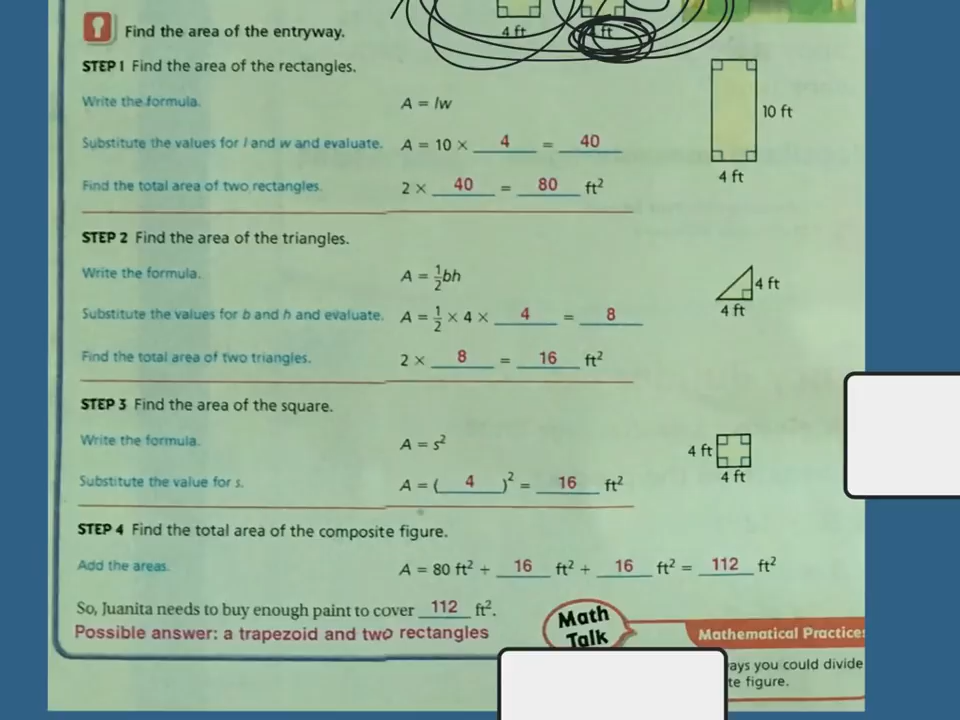 4 ft
ft
Find the area of the entryway.
STEP 1 Find the area of the rectangles.
Write the formula. A = lw
10 ft
Substitute the values for l and w and evaluate. A = 10 × 4 = 40
4 ft
Find the total area of two rectangles. 2 × 40 = 80 ft²
STEP 2 Find the area of the triangles.
Write the formula. A = 1/2 bh
4 ft
Substitute the values for b and h and evaluate. A = 1/2 × 4 × 4 = 8
4 ft
Find the total area of two triangles. 2 × 8 = 16 ft²
STEP 3 Find the area of the square.
Write the formula. A = s²
4 ft
4 ft
Substitute the value for s. A = ( 4 )² = 16 ft²
STEP 4 Find the total area of the composite figure.
Add the areas. A = 80 ft² + 16 ft² + 16 ft² = 112 ft²
So, Juanita needs to buy enough paint to cover 112 ft².
Possible answer: a trapezoid and two rectangles
Math
Talk
Mathematical Practice
ays you could divide
te figure.